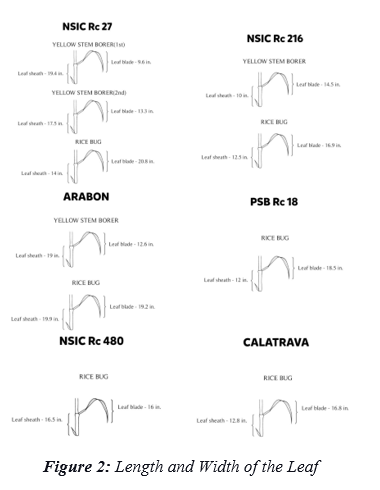 NSIC Rc 27
YELLOW STEM BORER(1st)
Leaf blade - 9.6 in.
Leaf sheath - 19.4 in.
YELLOW STEM BORER(2nd)
Leaf blade - 13.3 in.
Leaf sheath - 17.5 in.
RICE BUG
Leaf blade - 20.8 in.
Leaf sheath - 14 in.
ARABON
YELLOW STEM BORER
Leaf blade - 12.6 in.
Leaf sheath - 19 in.
RICE BUG
Leaf blade - 19.2 in.
Leaf sheath - 19.9 in.
NSIC Rc 480
RICE BUG
Leaf blade - 16 in.
Leaf sheath - 16.5 in.
NSIC Rc 216
YELLOW STEM BORER
Leaf blade - 14.5 in.
Leaf sheath - 10 in.
RICE BUG
Leaf blade - 16.9 in.
Leaf sheath - 12.5 in.
PSB Rc 18
RICE BUG
Leaf blade - 18.5 in.
Leaf sheath - 12 in.
CALATRAVA
RICE BUG
Leaf blade - 16.8 in.
Leaf sheath - 12.8 in.
Figure 2: Length and Width of the Leaf